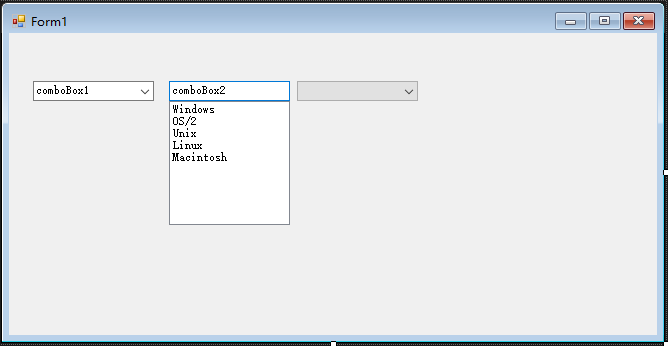 Form1
comboBox1
comboBox2
Windows
OS/2
Unix
Linux
Macintosh